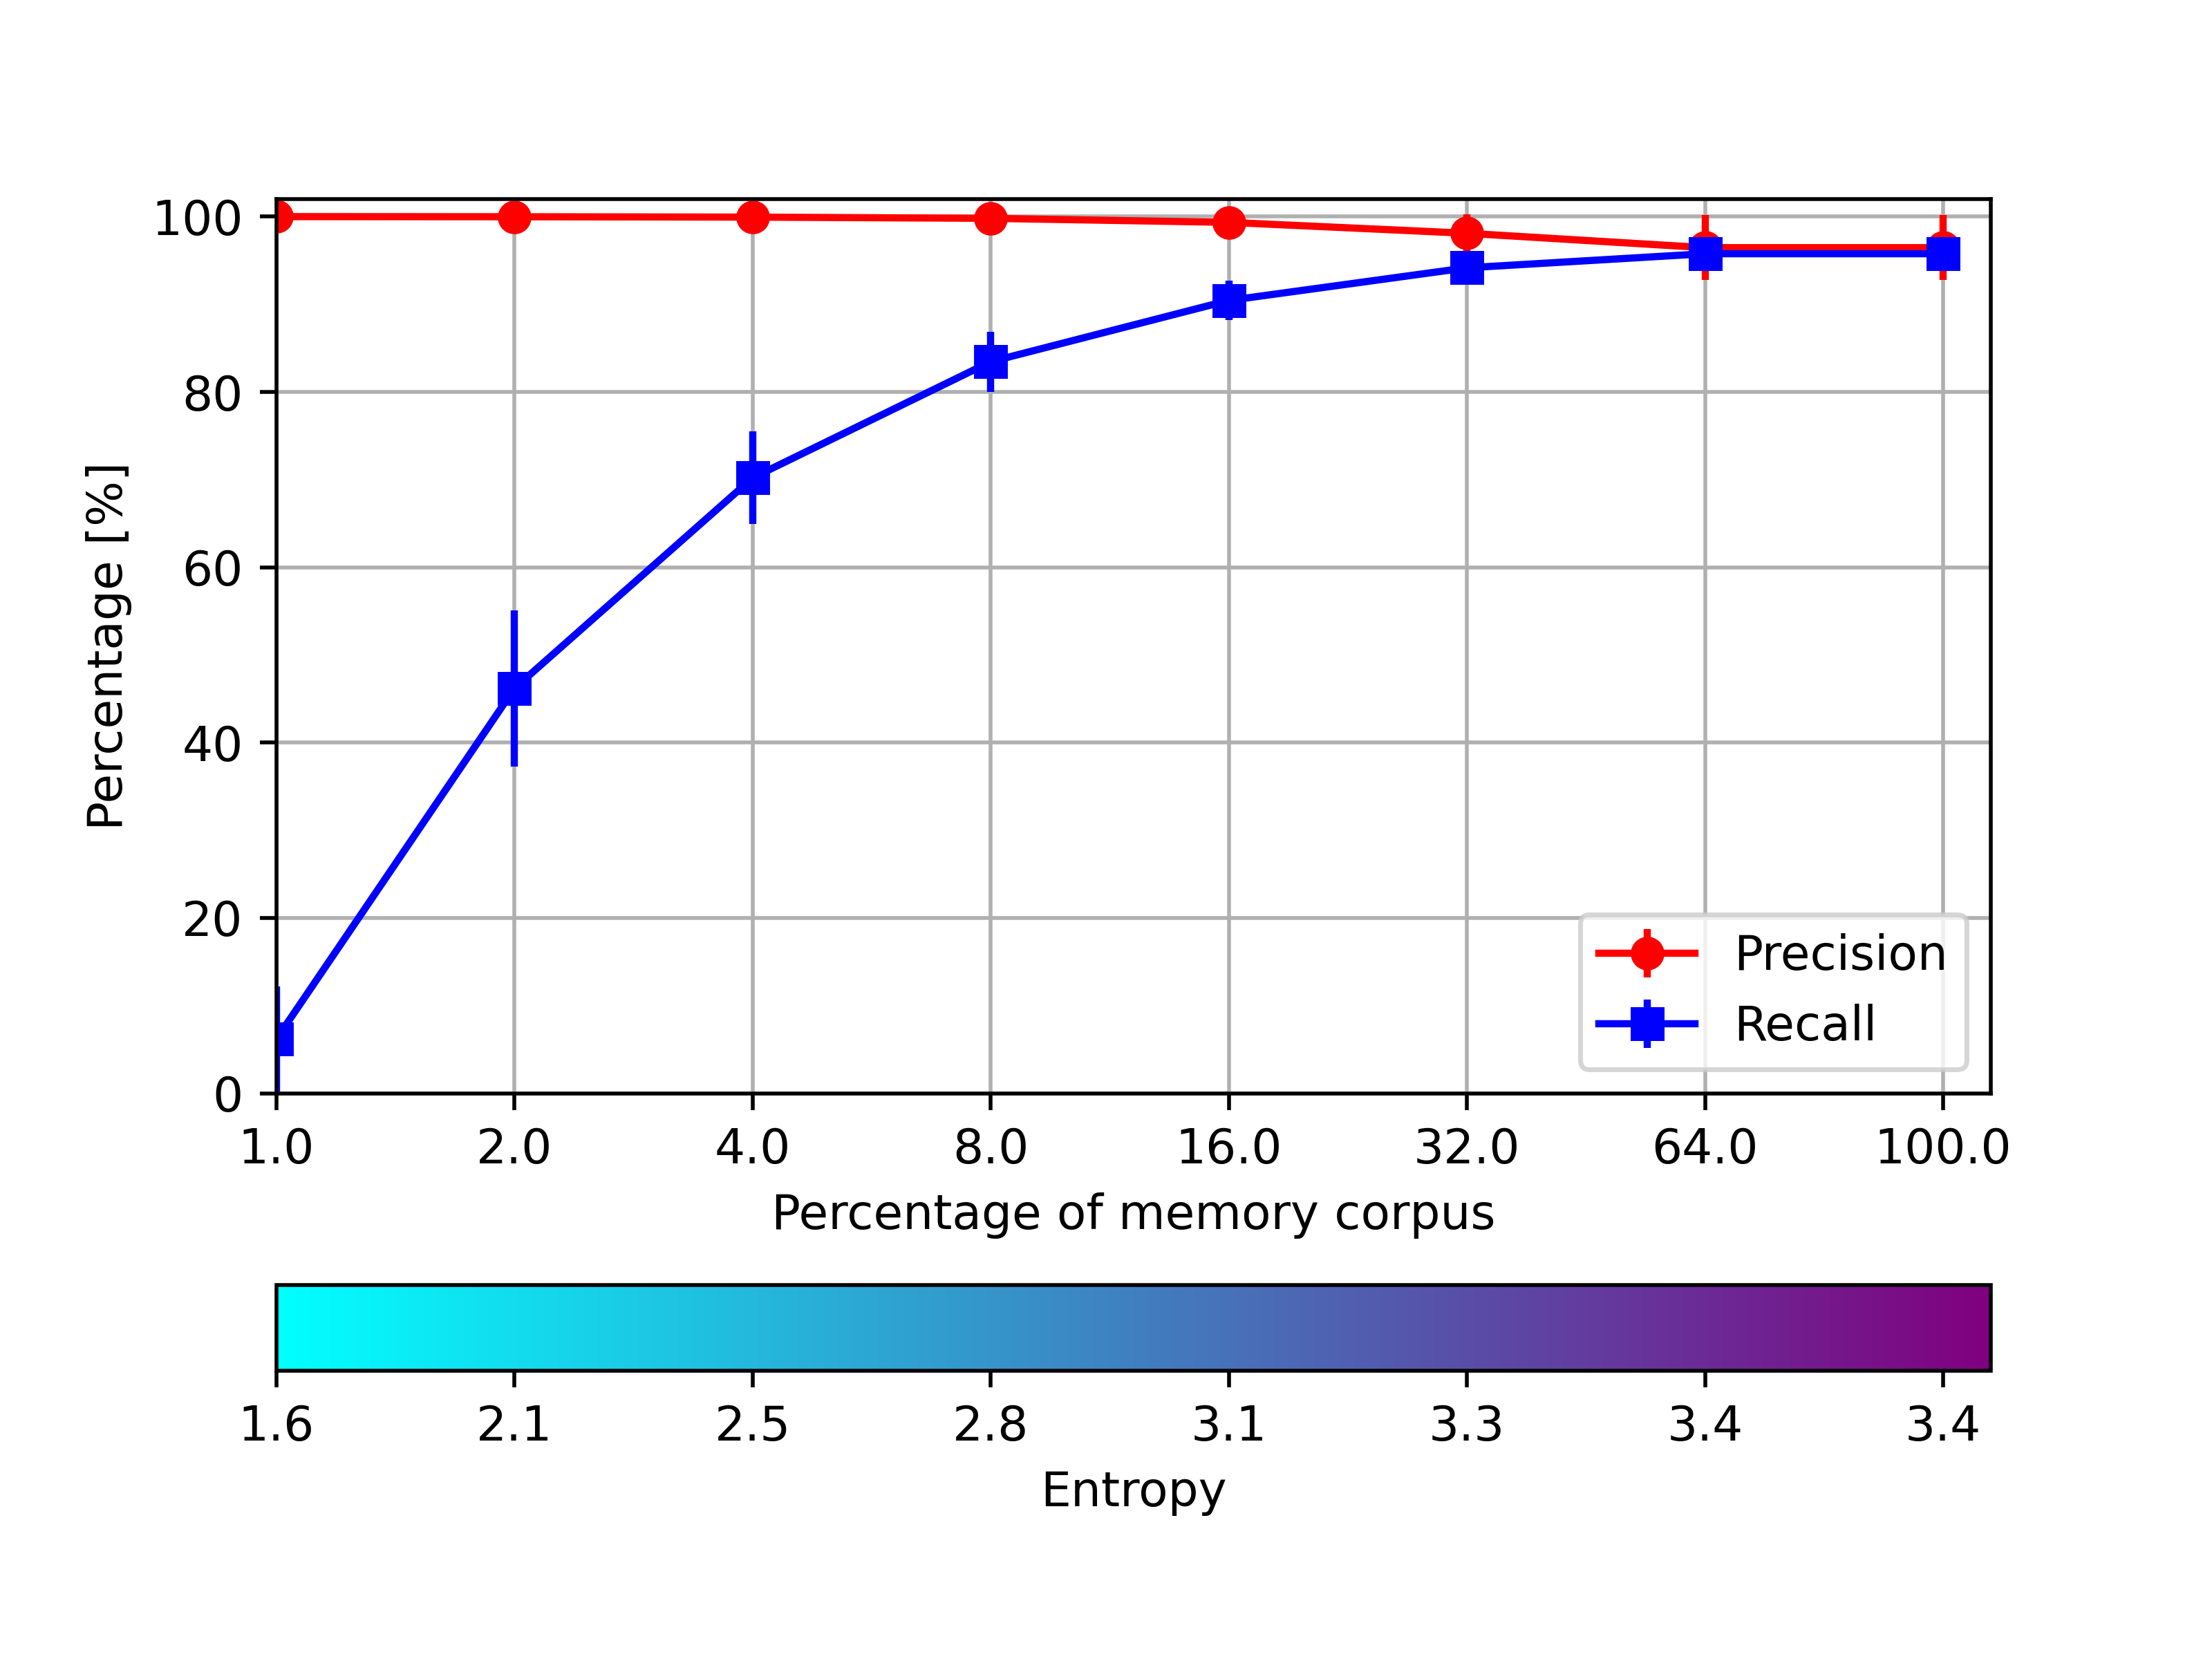 100
80
60
40
20
0
Percentage [%]
Precision
Recall
1.0 2.0 4.0 8.0 16.0 32.0 64.0 100.0
Percentage of memory corpus
1.6 2.1 2.5 2.8 3.1 3.3 3.4 3.4
Entropy